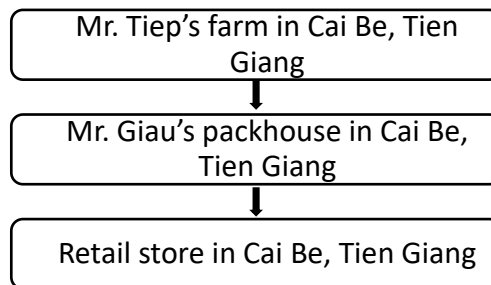 Mr. Tiep's farm in Cai Be, Tien
Giang
Mr. Giau's packhouse in Cai Be,
Tien Giang
Retail store in Cai Be, Tien Giang